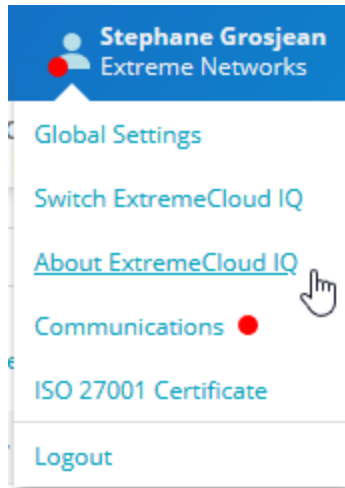 Stephane Grosjean
Extreme Networks
Global Settings
Switch ExtremeCloud IQ
About ExtremeCloud IQ
Communications
ISO 27001 Certificate
Logout